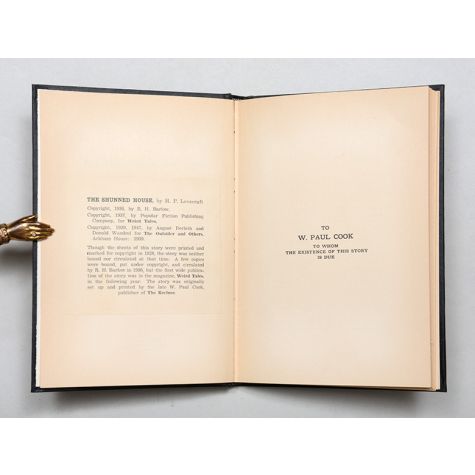 THE SHUNNED HOUSE, by H. P. Lovecraft
Copyright, 1936, by R. H. Barlow.
Copyright, 1937, by Popular Fiction Publishing
Company, for Weird Tales.
Copyright, 1939, 1947, by August Derleth and
Donald Wandrei for The Outsider and Others,
Arkham House: 1939.
Though the sheets of this story were printed and
readied for copyright in 1928, the story was neither
bound nor circulated at that time. A few copies
were bound, put under copyright, and circulated
by R. H. Barlow in 1936, but the first wide publica-
tion of the story was in the magazine, Weird Tales,
in the following year. The story was originally
set up and printed by the late W. Paul Cook,
publisher of The Recluse.
TO
W. PAUL COOK
TO WHOM
THE EXISTENCE OF THIS STORY
IS DUE